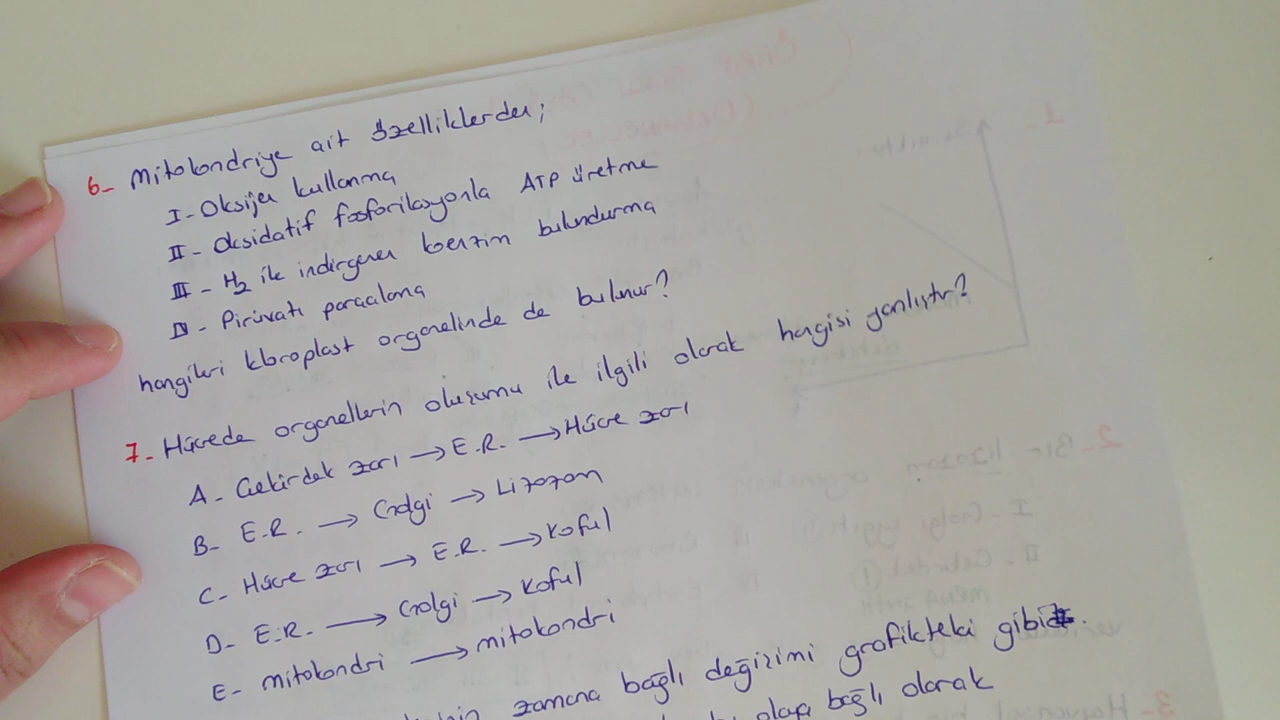 6- Mitokondriye ait özelliklerden;
I- Oksijen kullanma
II- Oksidatif fosforilasyonla ATP üretme
III- H2 ile indirgenen koenzim bulundurma
IV- Pirüvatı parçalama
hangileri kloroplast organelinde de bulunur?
7- Hücrede organellerin oluşumu ile ilgili olarak hangisi yanlıştır?
A- Çekirdek zarı → E.R. → Hücre zarı
B- E.R. → Golgi → Lizozom
C- Hücre zarı → E.R. → Koful
D- E.R. → Golgi → Koful
E- mitokondri → mitokondri
zamana bağlı değişimi grafikteki gibidir.
olaya bağlı olarak